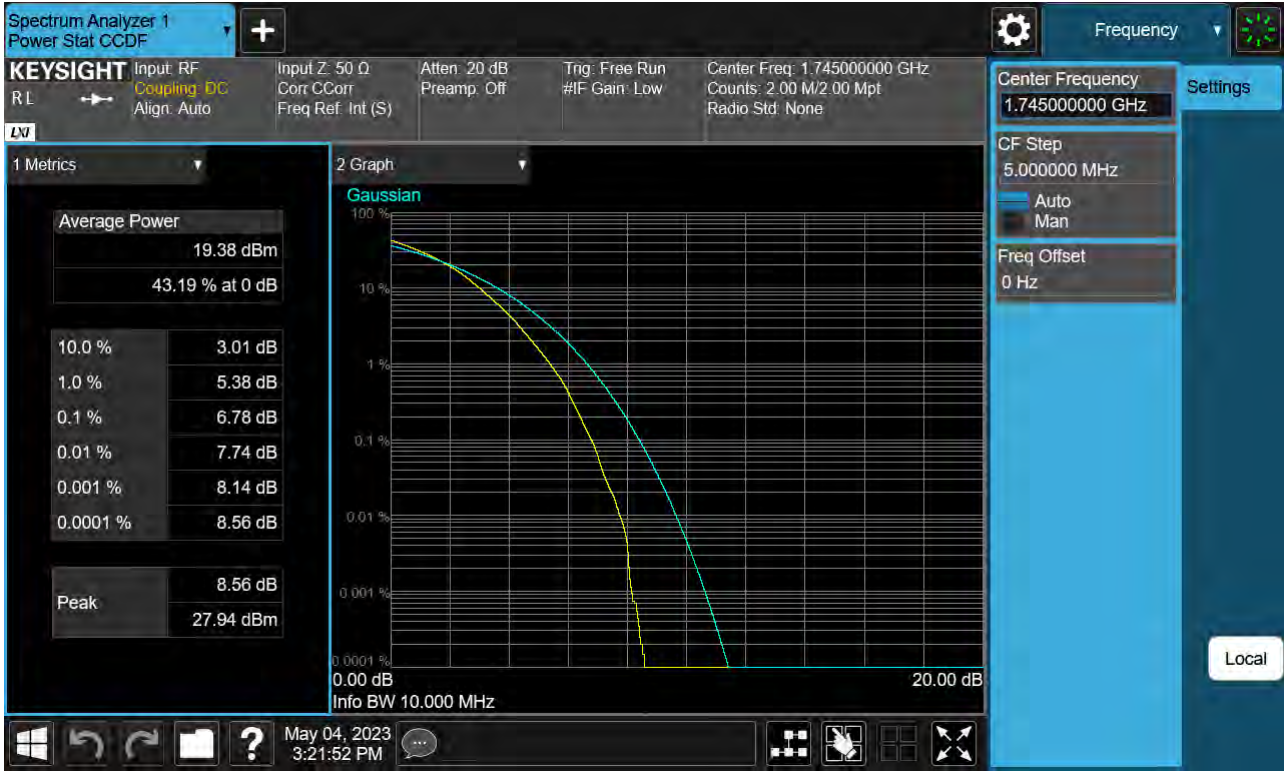 Spectrum Analyzer 1
Power Stat CCDF
Frequency
KEYSIGHT
RL
LXI
Input: RF
Coupling: DC
Align: Auto
Input Z: 50 Ω
Corr CCorr
Freq Ref: Int (S)
Atten: 20 dB
Preamp: Off
Trig: Free Run
#IF Gain: Low
Center Freq: 1.745000000 GHz
Counts: 2.00 M/2.00 Mpt
Radio Std: None
Center Frequency
1.745000000 GHz
Settings
CF Step
5.000000 MHz
Auto
Man
Freq Offset
0 Hz
Local
1 Metrics
Average Power
19.38 dBm
43.19 % at 0 dB
10.0 % 3.01 dB
1.0 % 5.38 dB
0.1 % 6.78 dB
0.01 % 7.74 dB
0.001 % 8.14 dB
0.0001 % 8.56 dB
Peak
8.56 dB
27.94 dBm
2 Graph
Gaussian
100 %
10 %
1 %
0.1 %
0.01 %
0.001 %
0.0001 %
0.00 dB 20.00 dB
Info BW 10.000 MHz
?
May 04, 2023
3:21:52 PM